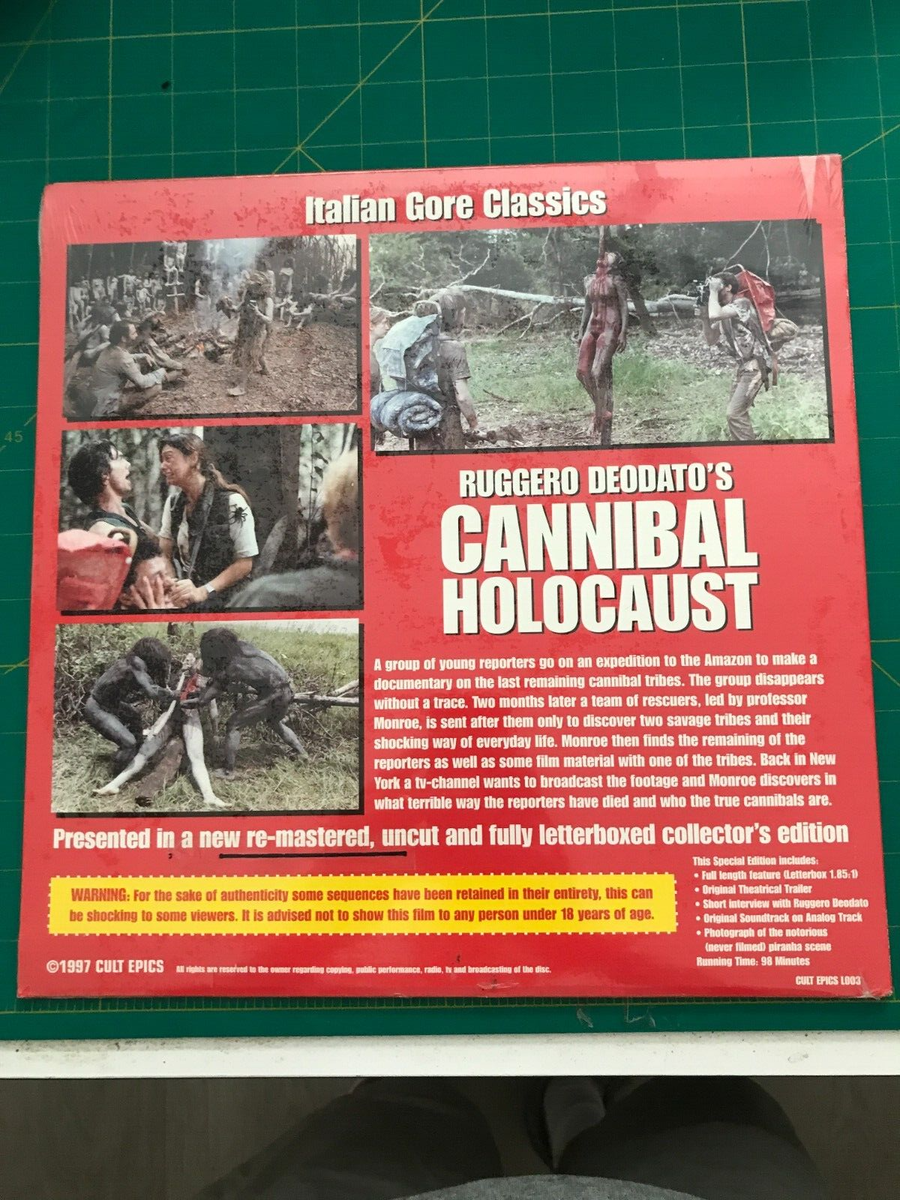 Italian Gore Classics
RUGGERO DEODATO'S
CANNIBAL
HOLOCAUST
A group of young reporters go on an expedition to the Amazon to make a
documentary on the last remaining cannibal tribes. The group disappears
without a trace. Two months later a team of rescuers, led by professor
Monroe, is sent after them only to discover two savage tribes and their
shocking way of everyday life. Monroe then finds the remaining of the
reporters as well as some film material with one of the tribes. Back in New
York a tv-channel wants to broadcast the footage and Monroe discovers in
what terrible way the reporters have died and who the true cannibals are.
Presented in a new re-mastered, uncut and fully letterboxed collector's edition
WARNING: For the sake of authenticity some sequences have been retained in their entirety, this can
be shocking to some viewers. It is advised not to show this film to any person under 18 years of age.
This Special Edition includes:
• Full length feature (Letterbox 1.85:1)
• Original Theatrical Trailer
• Short interview with Ruggero Deodato
• Original Soundtrack on Analog Track
• Photograph of the notorious
(never filmed) piranha scene
Running Time: 98 Minutes
©1997 CULT EPICS All rights are reserved to the owner regarding copying, public performance, radio, tv and broadcasting of the disc.
CULT EPICS L003
45